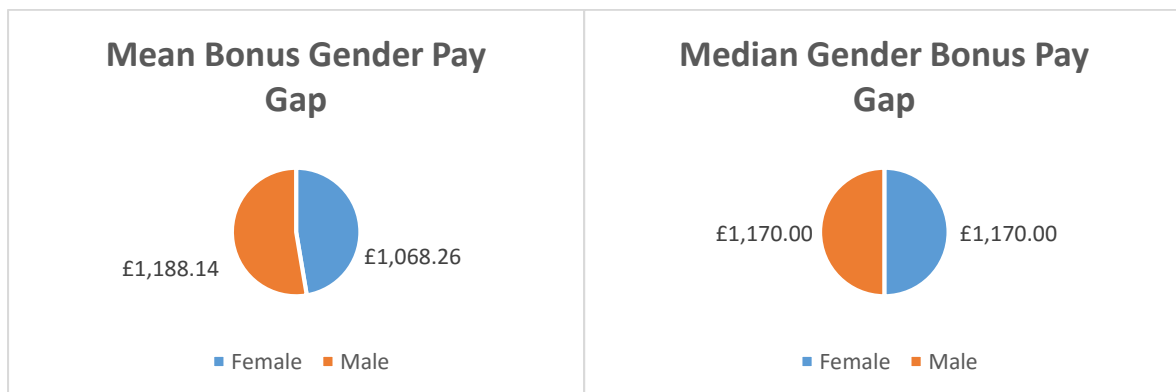 Mean Bonus Gender Pay
Gap
£1,188.14
£1,068.26
Female Male
Median Gender Bonus Pay
Gap
£1,170.00
£1,170.00
Female Male